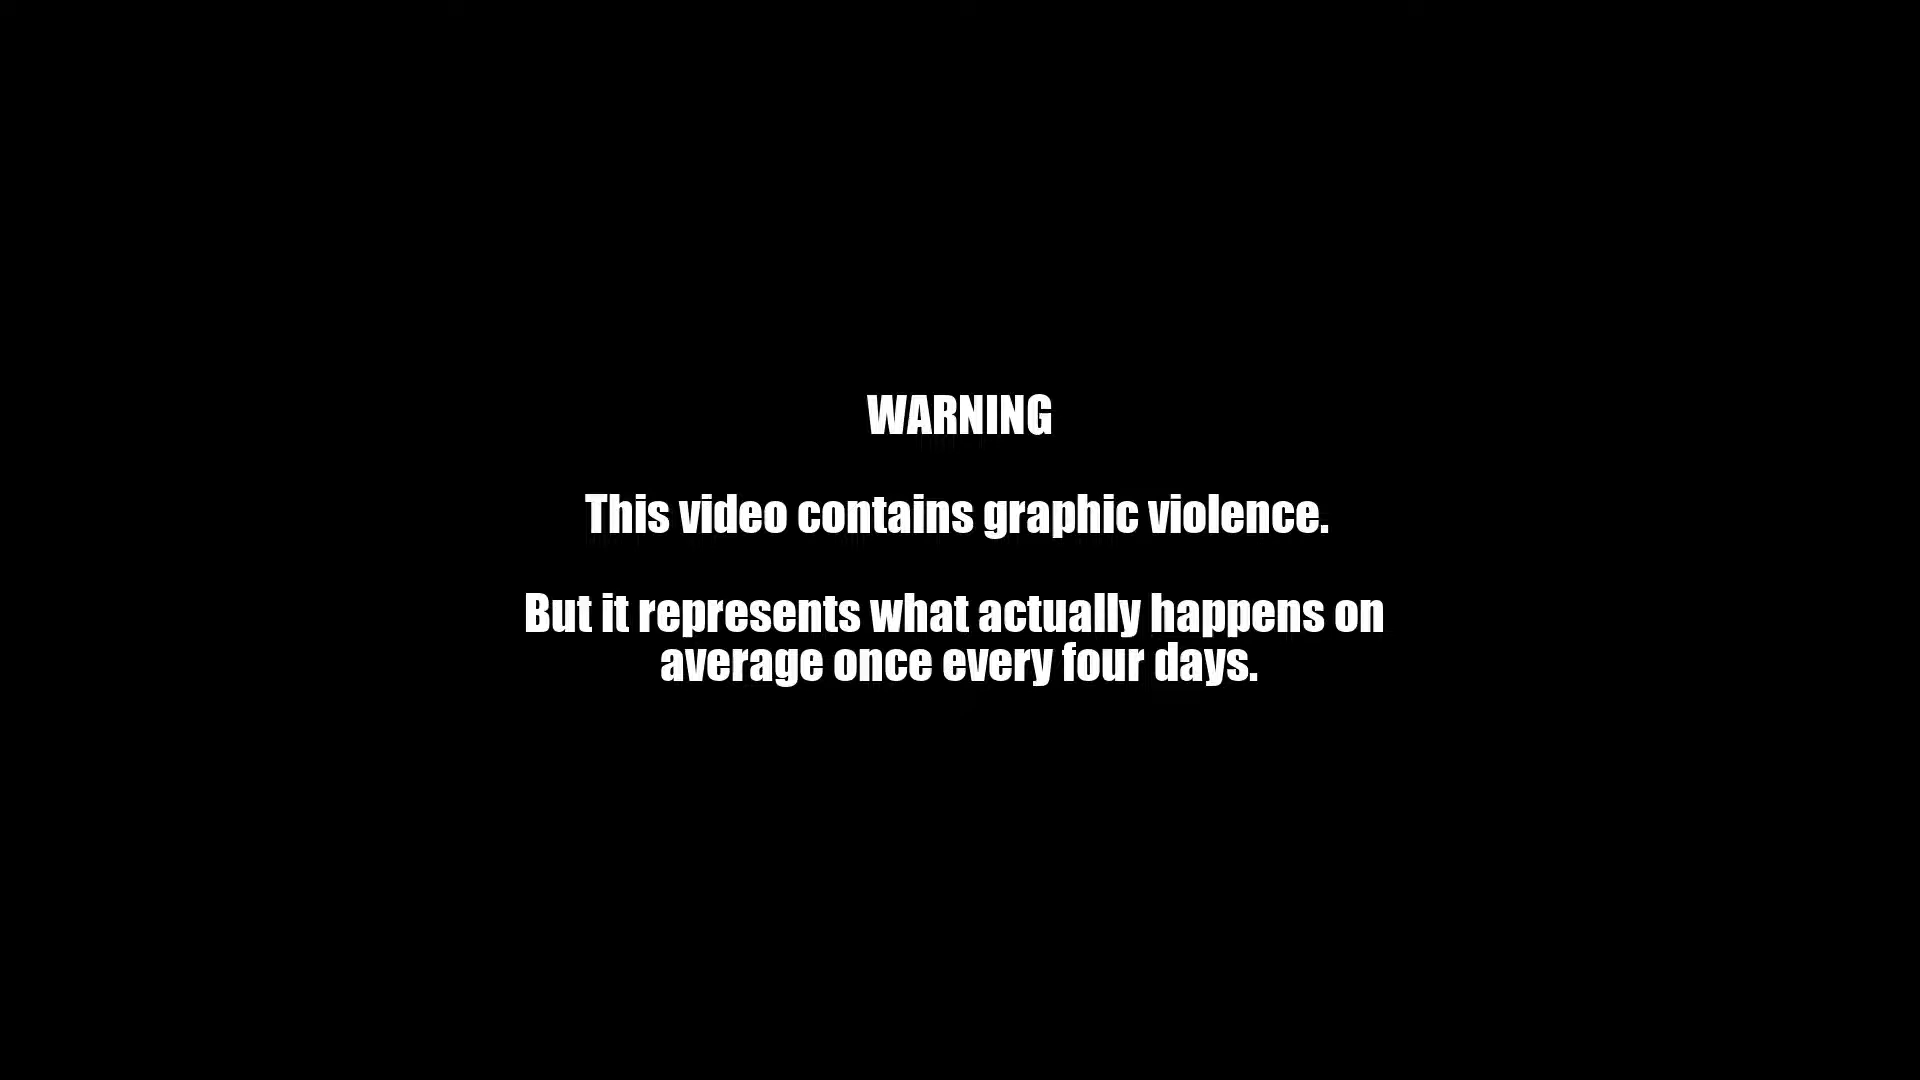 WARNING
This video contains graphic violence.
But it represents what actually happens on
average once every four days.